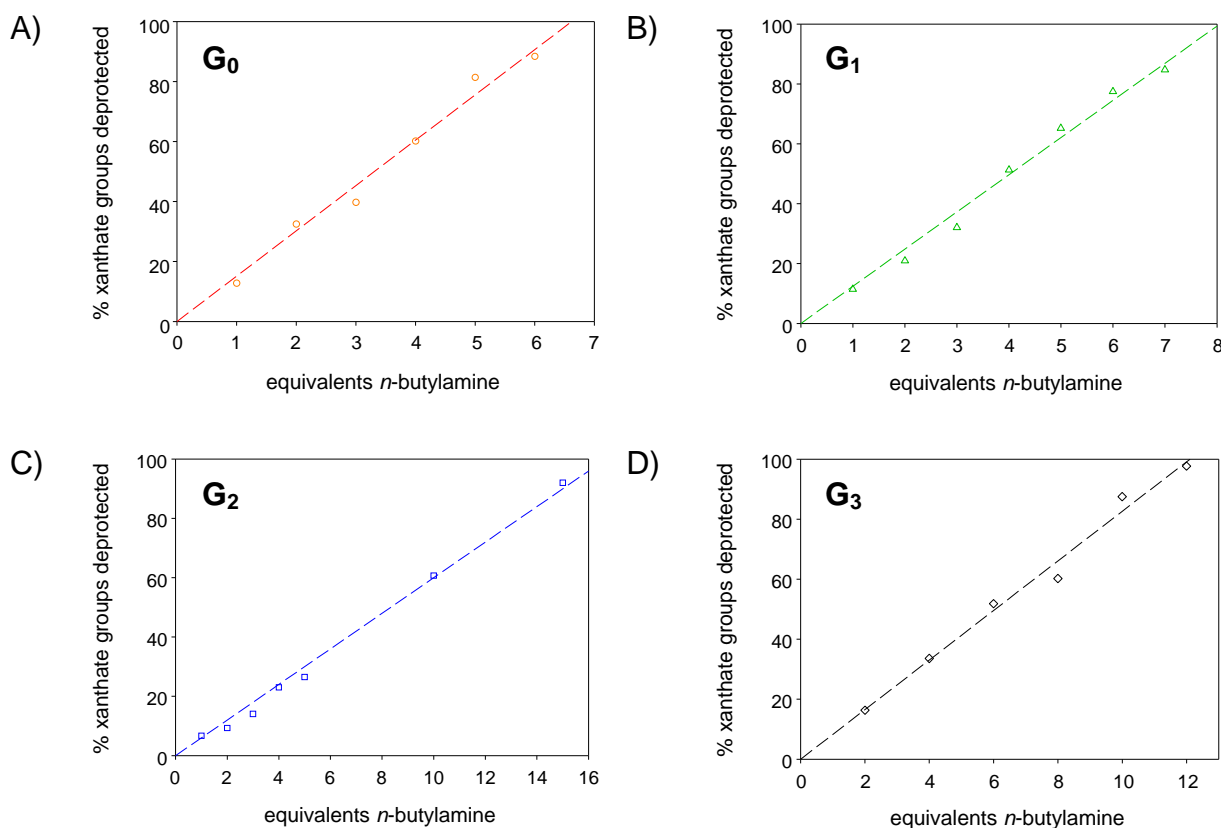 A)
G0
% xanthate groups deprotected
100
80
60
40
20
0
0 1 2 3 4 5 6 7
equivalents n-butylamine
B)
G1
% xanthate groups deprotected
100
80
60
40
20
0
0 1 2 3 4 5 6 7 8
equivalents n-butylamine
C)
G2
% xanthate groups deprotected
100
80
60
40
20
0
0 2 4 6 8 10 12 14 16
equivalents n-butylamine
D)
G3
% xanthate groups deprotected
100
80
60
40
20
0
0 2 4 6 8 10 12
equivalents n-butylamine